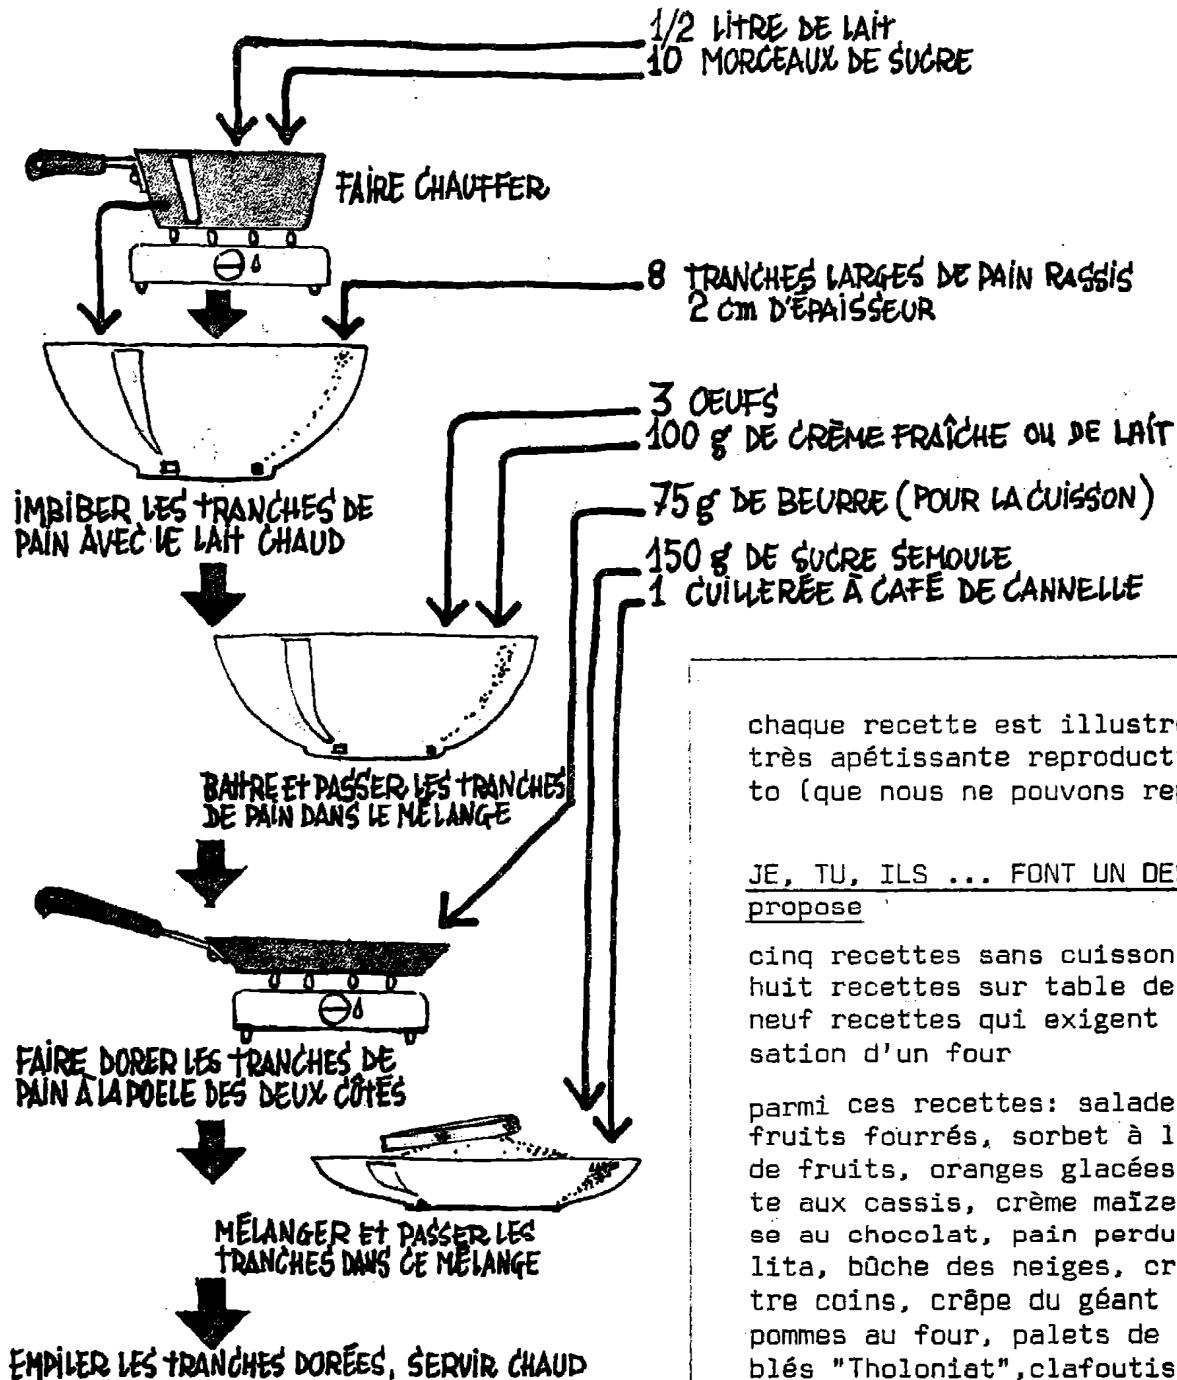 1/2 LITRE DE LAIT
10 MORCEAUX DE SUCRE
FAIRE CHAUFFER
8 TRANCHES LARGES DE PAIN RASSIS
2 cm D'ÉPAISSEUR
3 OEUFS
100 g DE CRÈME FRAÎCHE OU DE LAIT
75 g DE BEURRE (POUR LA CUISSON)
150 g DE SUCRE SEMOULE
1 CUILLERÉE À CAFÉ DE CANNELLE
IMBIBER LES TRANCHES DE
PAIN AVEC LE LAIT CHAUD
BATTRE ET PASSER LES TRANCHES
DE PAIN DANS LE MÉLANGE
FAIRE DORER LES TRANCHES DE
PAIN À LA POELE DES DEUX CÔTÉS
MÉLANGER ET PASSER LES
TRANCHES DANS CE MÉLANGE
EMPILER LES TRANCHES DORÉES, SERVIR CHAUD
chaque recette est illustr
très apétissante reproduct
to (que nous ne pouvons rep
JE, TU, ILS ... FONT UN DE
propose
cinq recettes sans cuisson
huit recettes sur table de
neuf recettes qui exigent
sation d'un four
parmi ces recettes: salade
fruits fourrés, sorbet à l
de fruits, oranges glacées
te aux cassis, crème maïze
se au chocolat, pain perdu
lita, bûche des neiges, cr
tre coins, crêpe du géant
pommes au four, palets de
blés "Tholoniat",clafoutis